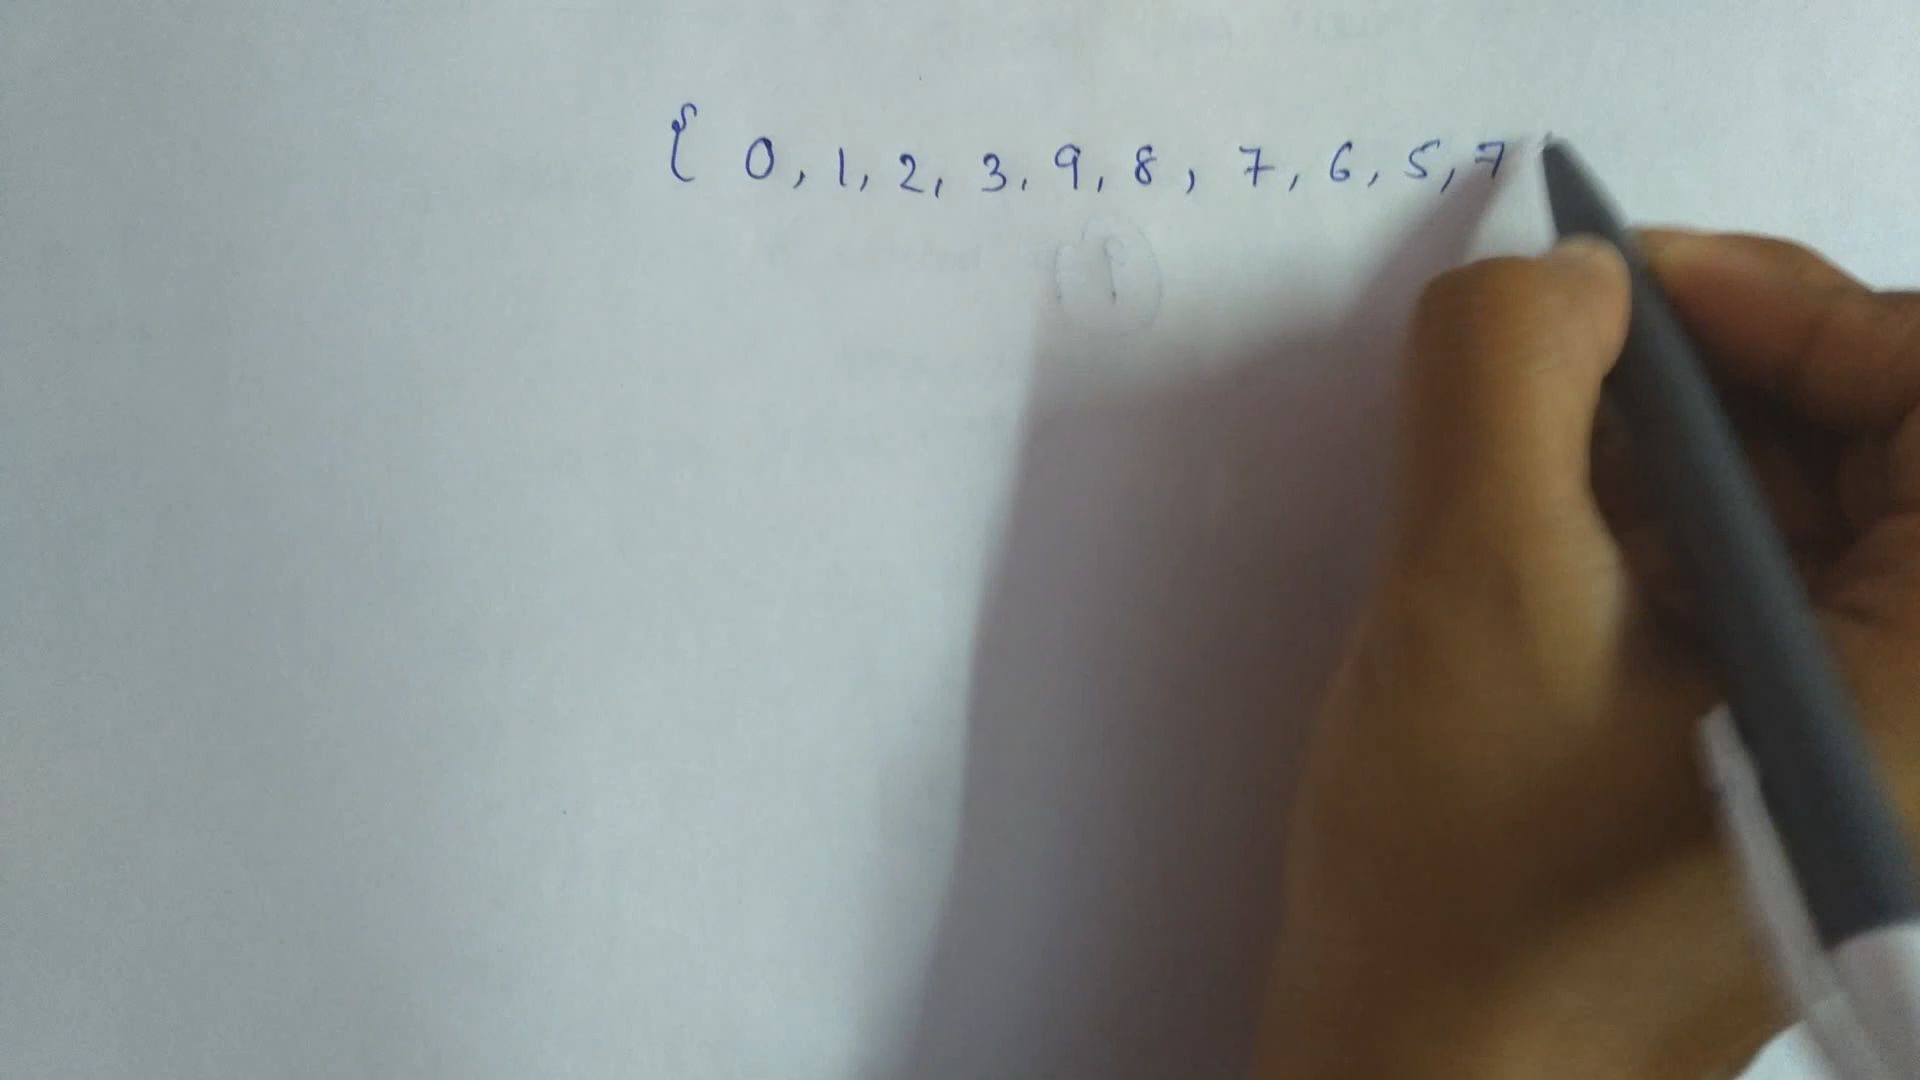 { 0, 1, 2, 3, 9, 8, 7, 6, 5, 7